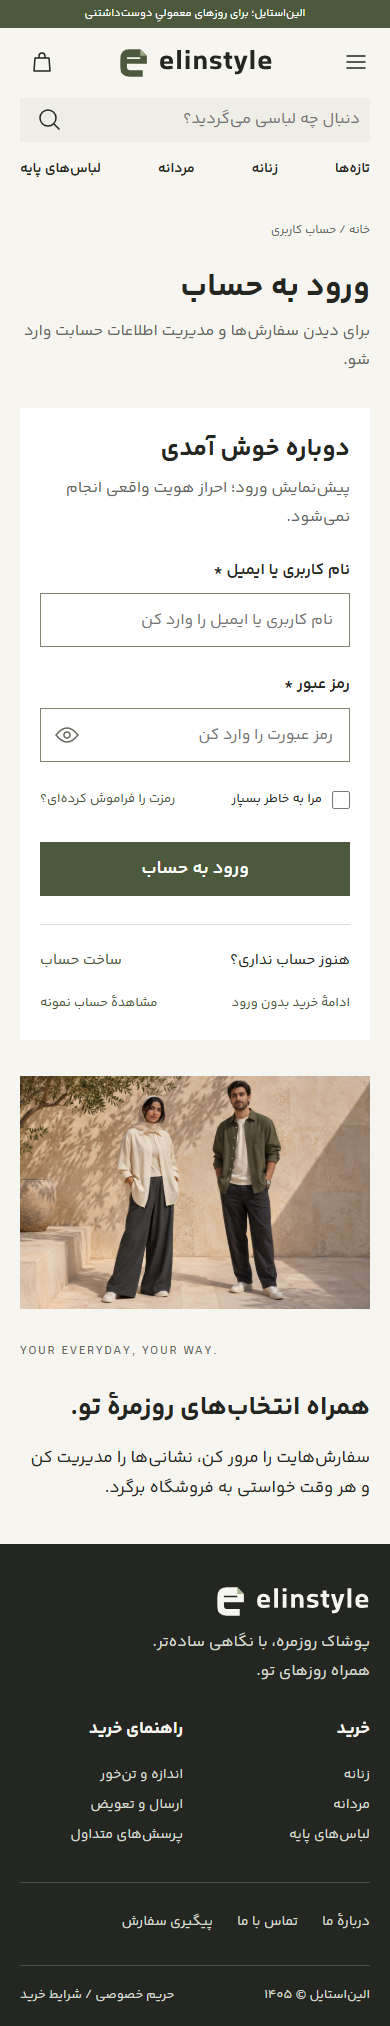 الین‌استایل؛ برای روزهای معمولیِ دوست‌داشتنی
elinstyle
دنبال چه لباسی می‌گردید؟
تازه‌ها
زنانه
مردانه
لباس‌های پایه
خانه / حساب کاربری
ورود به حساب
برای دیدن سفارش‌ها و مدیریت اطلاعات حسابت وارد
شو.
دوباره خوش آمدی
پیش‌نمایش ورود؛ احراز هویت واقعی انجام
نمی‌شود.
نام کاربری یا ایمیل *
نام کاربری یا ایمیل را وارد کن
رمز عبور *
رمز عبورت را وارد کن
مرا به خاطر بسپار
رمزت را فراموش کرده‌ای؟
ورود به حساب
هنوز حساب نداری؟
ساخت حساب
ادامهٔ خرید بدون ورود
مشاهدهٔ حساب نمونه
YOUR EVERYDAY, YOUR WAY.
همراه انتخاب‌های روزمرهٔ تو.
سفارش‌هایت را مرور کن، نشانی‌ها را مدیریت کن
و هر وقت خواستی به فروشگاه برگرد.
elinstyle
پوشاک روزمره، با نگاهی ساده‌تر.
همراه روزهای تو.
خرید
زنانه
مردانه
لباس‌های پایه
راهنمای خرید
اندازه و تن‌خور
ارسال و تعویض
پرسش‌های متداول
دربارهٔ ما
تماس با ما
پیگیری سفارش
الین‌استایل © ۱۴۰۵
حریم خصوصی / شرایط خرید